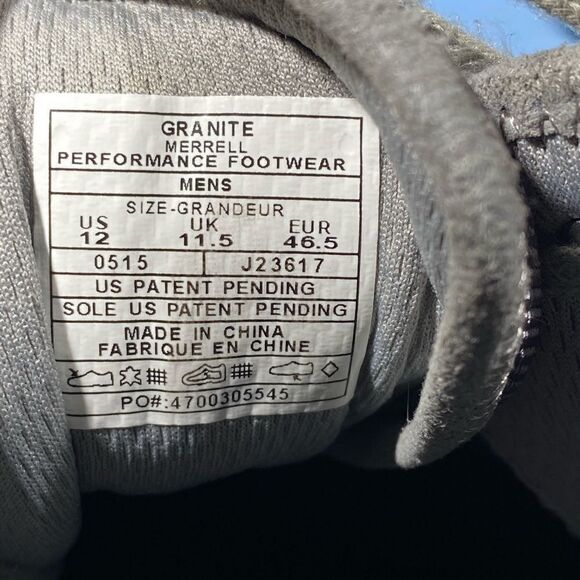 GRANITE
MERRELL
PERFORMANCE FOOTWEAR
MENS
SIZE-GRANDEUR
US UK EUR
12 11.5 46.5
0515 J23617
US PATENT PENDING
SOLE US PATENT PENDING
MADE IN CHINA
FABRIQUE EN CHINE
PO#:4700305545